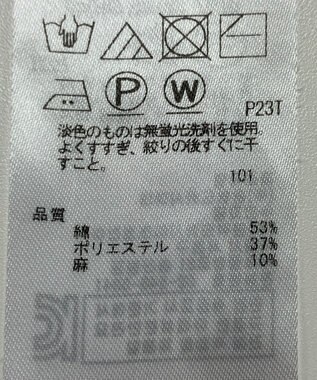 P
W
P23T
淡色のものは無蛍光洗剤を使用
よくすすぎ、絞りの後すぐに干
すこと。
101
品質
綿 53%
ポリエステル 37%
麻 10%